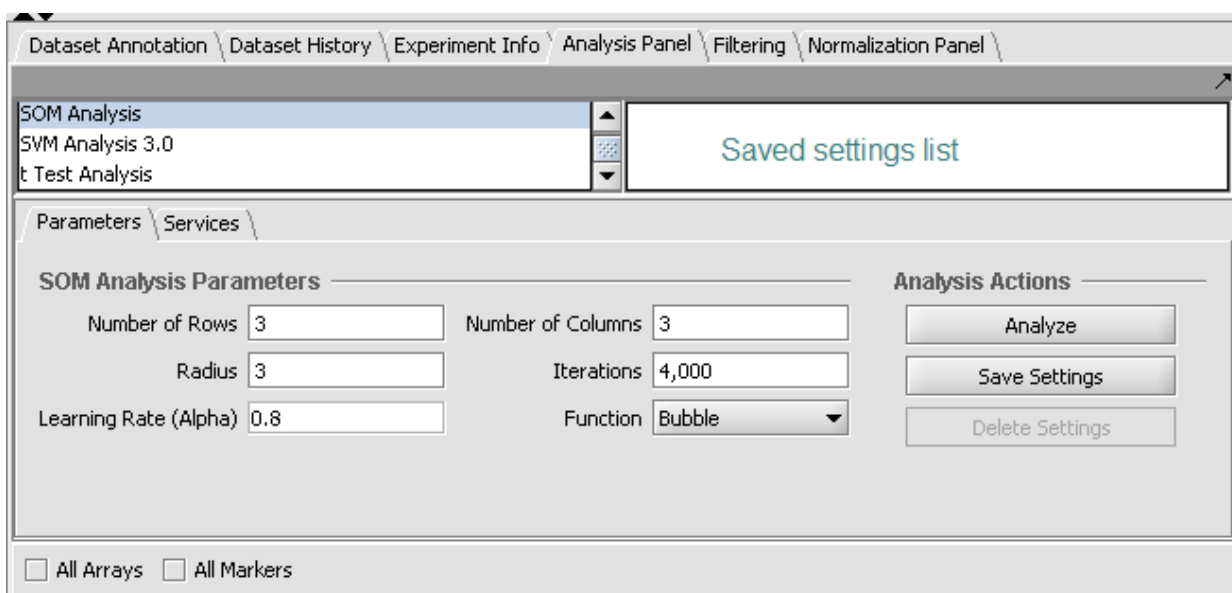 Dataset Annotation Dataset History Experiment Info Analysis Panel Filtering Normalization Panel
SOM Analysis
SVM Analysis 3.0
t Test Analysis
Saved settings list
Parameters Services
SOM Analysis Parameters
Analysis Actions
Number of Rows 3 Number of Columns 3
Analyze
Radius 3 Iterations 4,000
Save Settings
Learning Rate (Alpha) 0.8 Function Bubble
Delete Settings
All Arrays All Markers